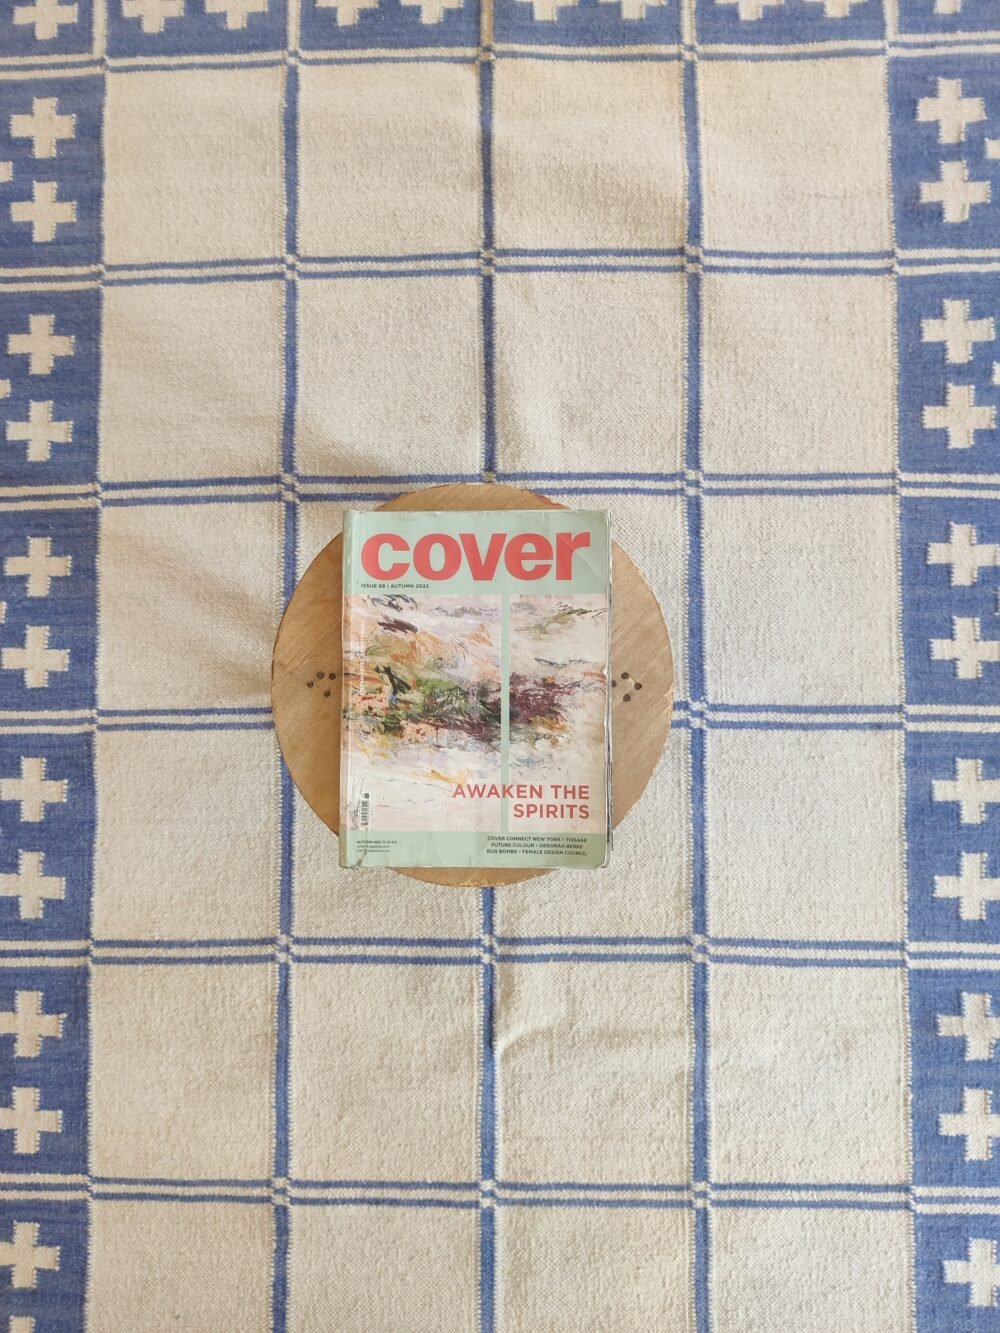 cover
ISSUE 68 | AUTUMN 2022
AWAKEN THE
SPIRITS
COVER CONNECT NEW YORK • TISSAGE
FUTURE COLOUR • DEBORAH BERKE
RUG BOMBS • FEMALE DESIGN COUNCIL